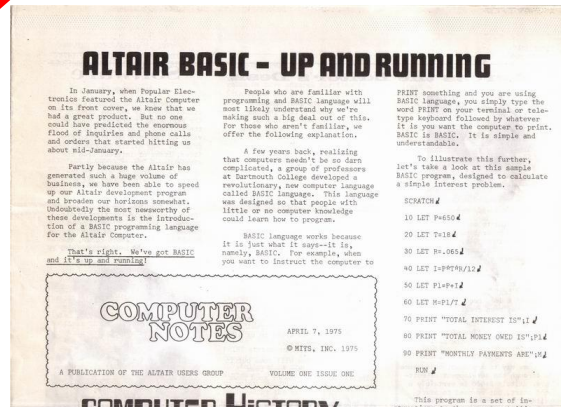 ALTAIR BASIC - UP AND RUNNING
In January, when Popular Elec-
tronics featured the Altair Computer
on its front cover, we knew that we
had a great product. But no one
could have predicted the enormous
flood of inquiries and phone calls
and orders that started hitting us
about mid-January.
Partly because the Altair has
generated such a huge volume of
business, we have been able to speed
up our Altair development program
and broaden our horizons somewhat.
Undoubtedly the most newsworthy of
these developments is the introduc-
tion of a BASIC programming language
for the Altair Computer.
That's right. We've got BASIC
and it's up and running!
People who are familiar with
programming and BASIC language will
most likely understand why we're
making such a big deal out of this.
For those who aren't familiar, we
offer the following explanation.
A few years back, realizing
that computers needn't be so darn
complicated, a group of professors
at Dartmouth College developed a
revolutionary, new computer language
called BASIC language. This language
was designed so that people with
little or no computer knowledge
could learn how to program.
BASIC language works because
it is just what it says--it is,
namely, BASIC. For example, when
you want to instruct the computer to
PRINT something and you are using
BASIC language, you simply type the
word PRINT on your terminal or tele-
type keyboard followed by whatever
it is you want the computer to print.
BASIC is BASIC. It is simple and
understandable.
To illustrate this further,
let's take a look at this sample
BASIC program, designed to calculate
a simple interest problem.
SCRATCH
10 LET P=650
20 LET T=18
30 LET R=.065
40 LET I=P*T*R/12
50 LET P1=P+I
60 LET M=P1/T
70 PRINT "TOTAL INTEREST IS";I
80 PRINT "TOTAL MONEY OWED IS";P1
90 PRINT "MONTHLY PAYMENTS ARE";M
RUN
This program is a set of in-
COMPUTER NOTES
APRIL 7, 1975
© MITS, INC. 1975
A PUBLICATION OF THE ALTAIR USERS GROUP
VOLUME ONE ISSUE ONE
COMPUTER HISTORY